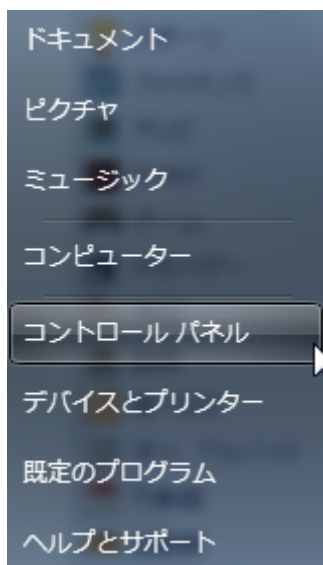 ドキュメント
ピクチャ
ミュージック
コンピューター
コントロール パネル
デバイスとプリンター
既定のプログラム
ヘルプとサポート